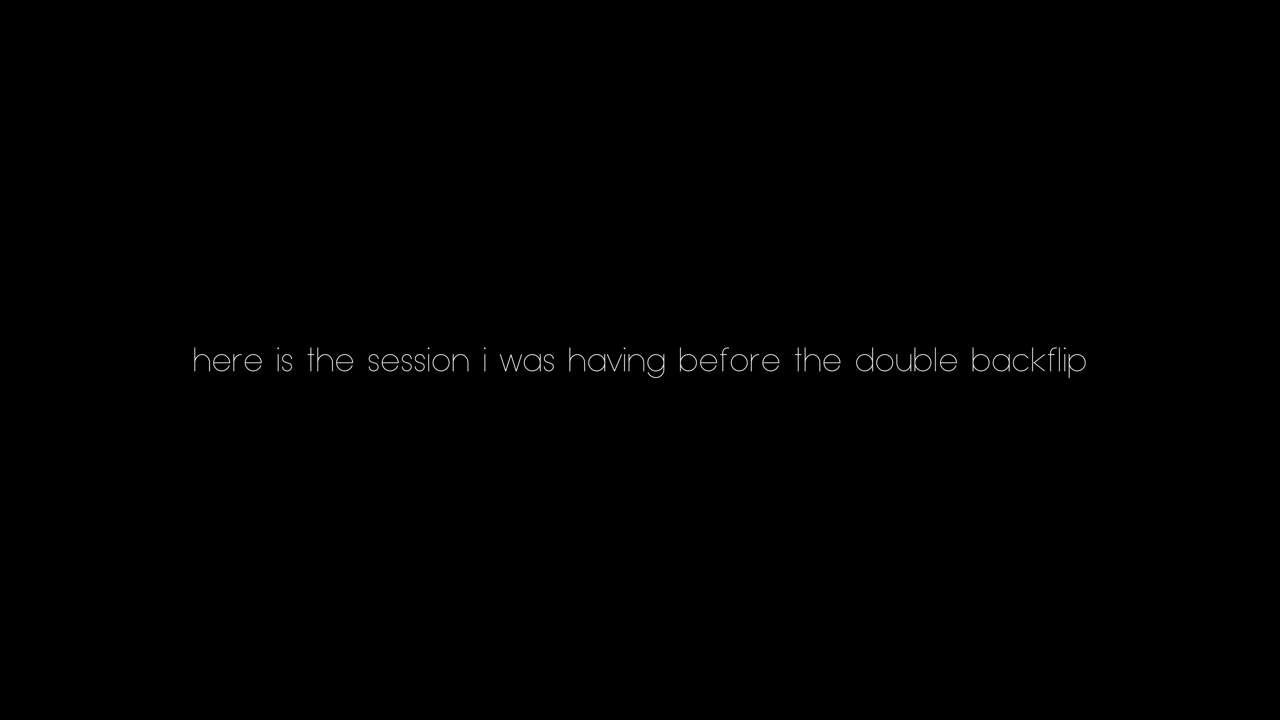 here is the session i was having before the double backflip